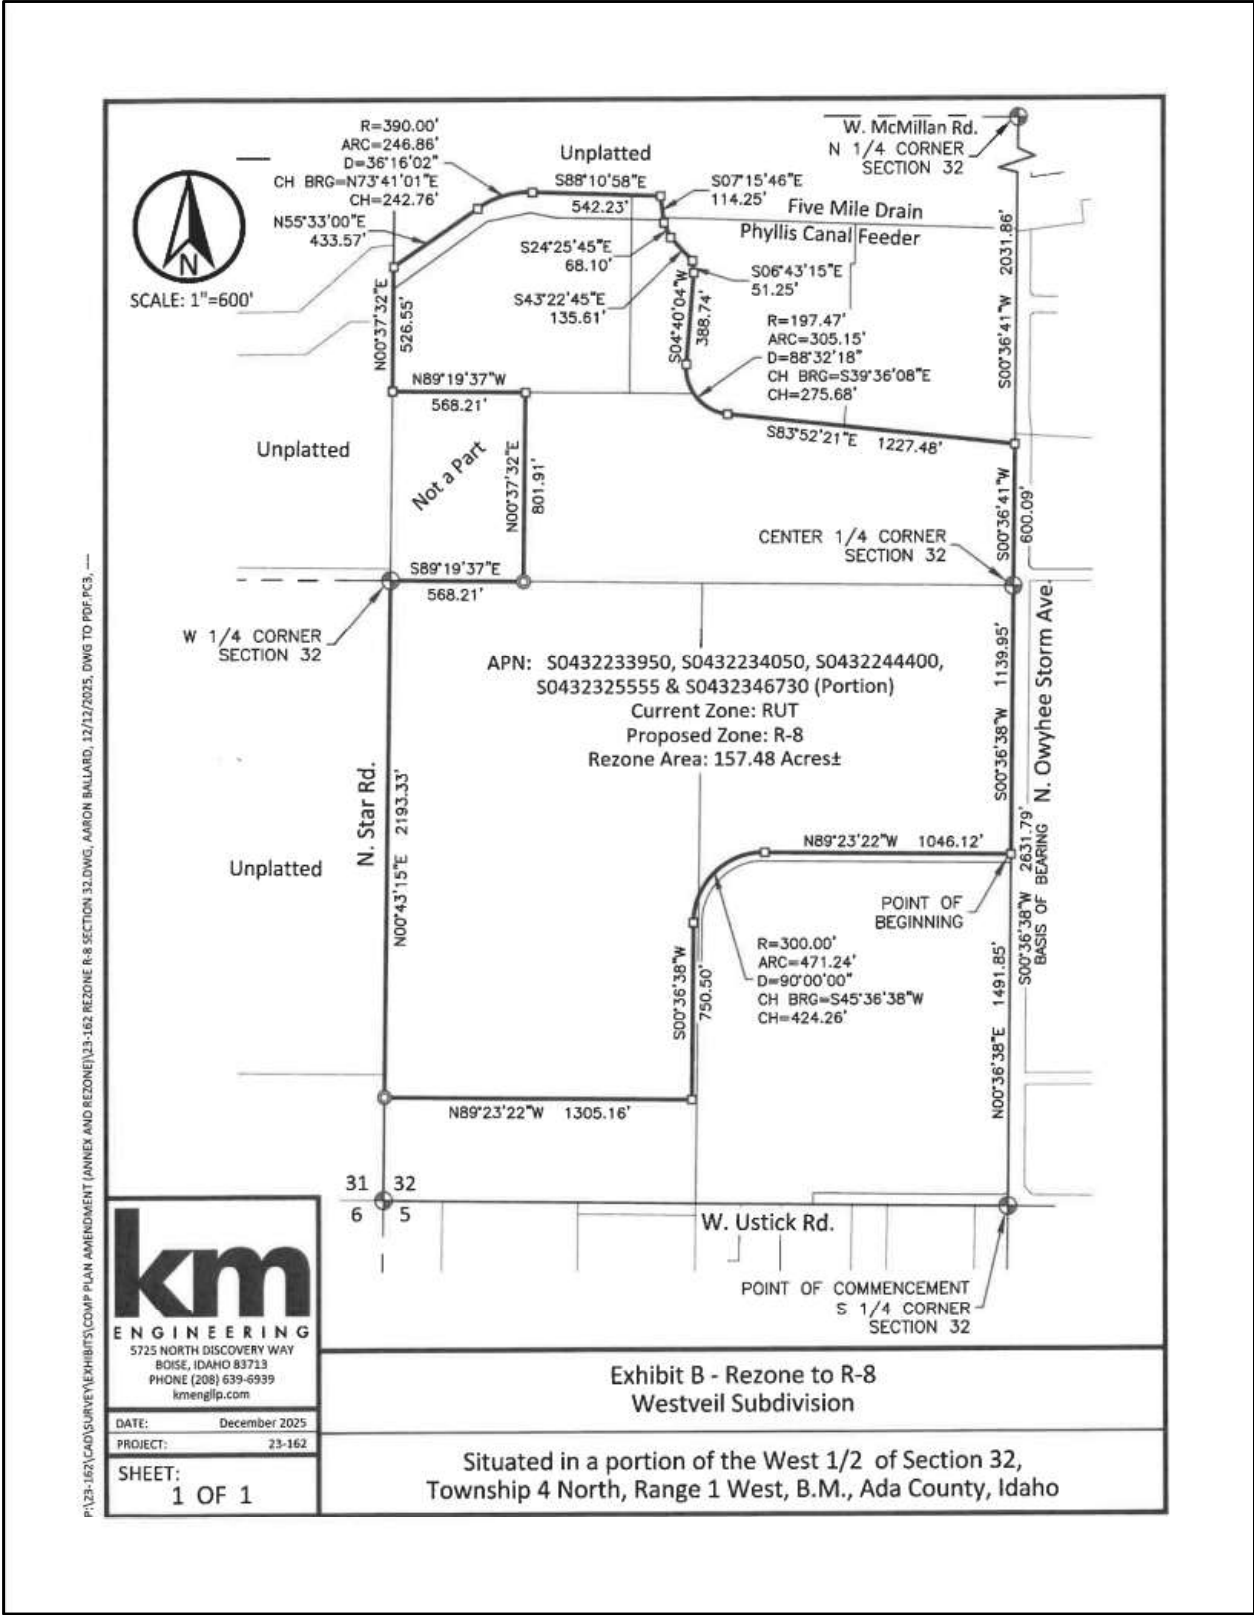 R=390.00'
ARC=246.86'
D=36°16'02"
CH BRG=N73°41'01"E
CH=242.76'
N55°33'00"E
433.57'
Unplatted
S88°10'58"E
542.23'
W. McMillan Rd.
N 1/4 CORNER
SECTION 32
S07°15'46"E
114.25'
Five Mile Drain
Phyllis Canal Feeder
N
SCALE: 1"=600'
S24°25'45"E
68.10'
S43°22'45"E
135.61'
S06°43'15"E
51.25'
S04°40'04"W
388.74'
R=197.47'
ARC=305.15'
D=88°32'18"
CH BRG=S39°36'08"E
CH=275.68'
S00°36'41"W 2031.86'
N00°37'32"E
526.55'
N89°19'37"W
568.21'
S83°52'21"E 1227.48'
Unplatted
Not a Part
N00°37'32"E
801.91'
S00°36'41"W
600.09'
CENTER 1/4 CORNER
SECTION 32
S89°19'37"E
568.21'
W 1/4 CORNER
SECTION 32
APN: S0432233950, S0432234050, S0432244400,
S0432325555 & S0432346730 (Portion)
Current Zone: RUT
Proposed Zone: R-8
Rezone Area: 157.48 Acres±
S00°36'38"W 1139.95'
N. Owyhee Storm Ave.
N. Star Rd.
N00°43'15"E 2193.33'
Unplatted
N89°23'22"W 1046.12'
POINT OF
BEGINNING
S00°36'38"W 2631.79'
BASIS OF BEARING
R=300.00'
ARC=471.24'
D=90°00'00"
CH BRG=S45°36'38"W
CH=424.26'
S00°36'38"W
750.50'
N00°36'38"E 1491.85'
N89°23'22"W 1305.16'
31 32
6 5
W. Ustick Rd.
POINT OF COMMENCEMENT
S 1/4 CORNER
SECTION 32
P:\23-162\CAD\SURVEY\EXHIBITS\COMP PLAN AMENDMENT (ANNEX AND REZONE)\23-162 REZONE R-8 SECTION 32.DWG, AARON BALLARD, 12/12/2025, DWG TO PDF.PC3, ---
km
ENGINEERING
5725 NORTH DISCOVERY WAY
BOISE, IDAHO 83713
PHONE (208) 639-6939
kmengllp.com
DATE: December 2025
PROJECT: 23-162
SHEET:
1 OF 1
Exhibit B - Rezone to R-8
Westveil Subdivision
Situated in a portion of the West 1/2 of Section 32,
Township 4 North, Range 1 West, B.M., Ada County, Idaho